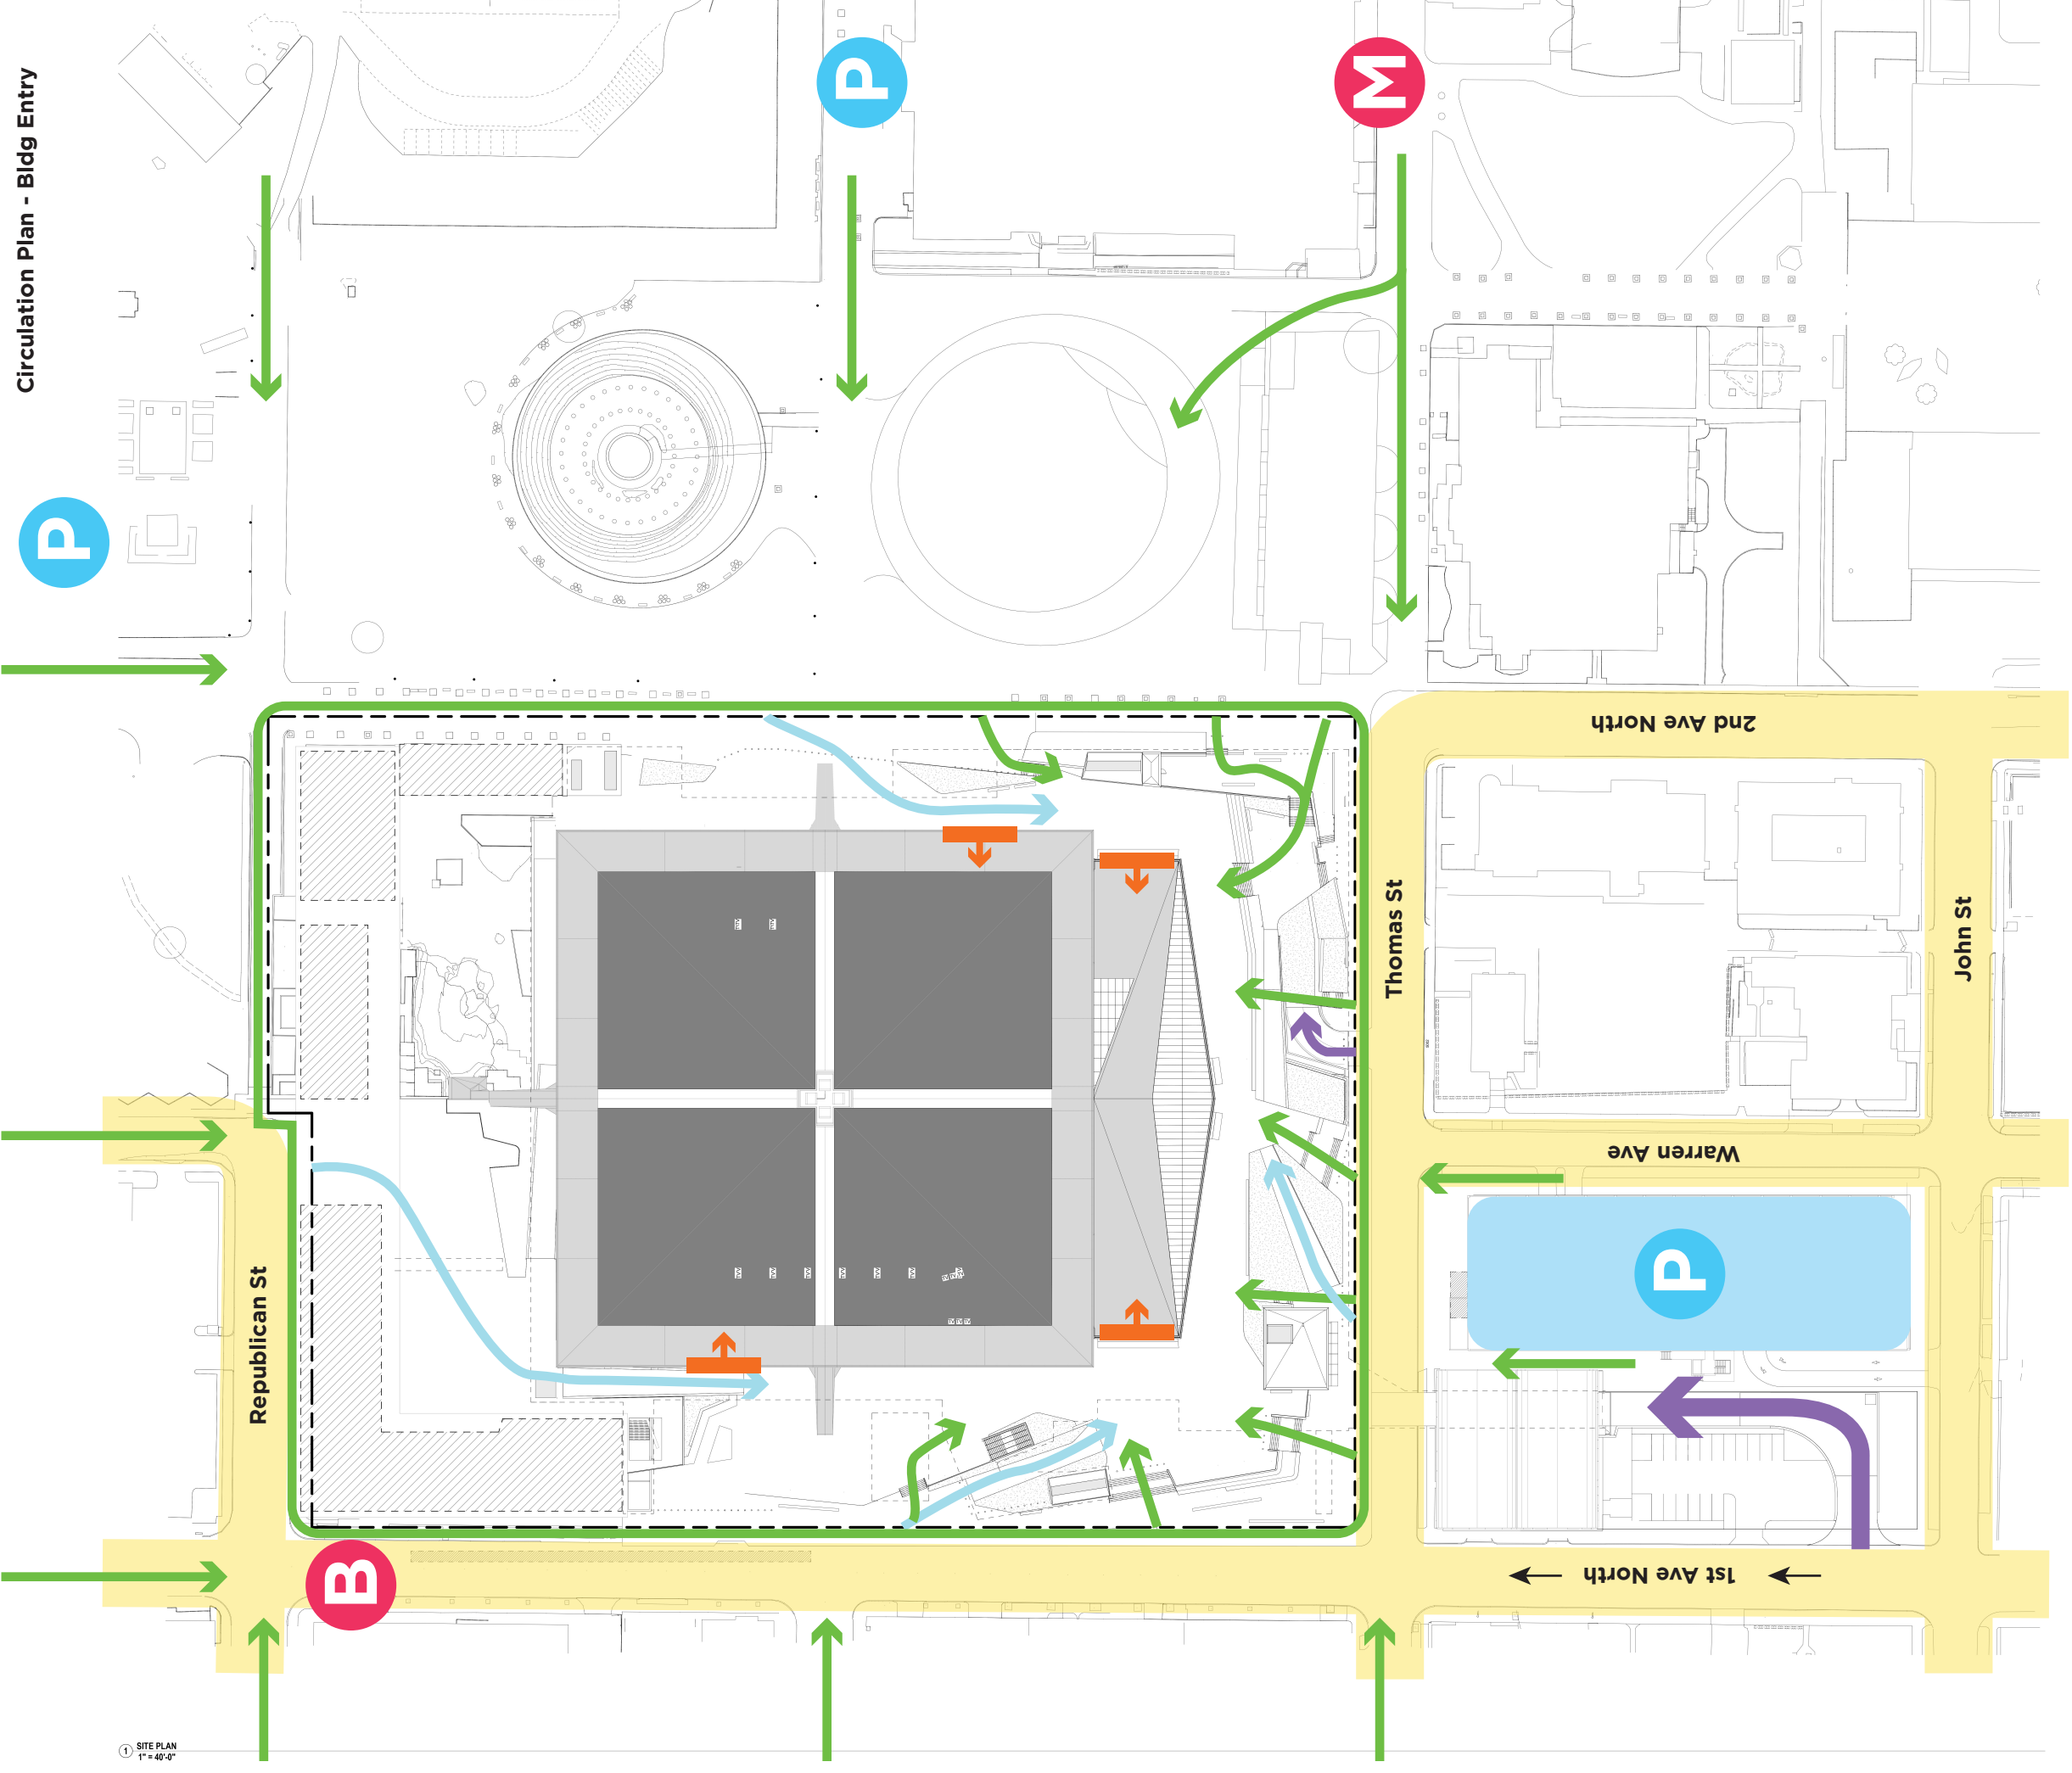 Circulation Plan - Bldg Entry
P
M
P
2nd Ave North
Thomas St
John St
Warren Ave
Republican St
P
B
1st Ave North
1 SITE PLAN
1" = 40'-0"